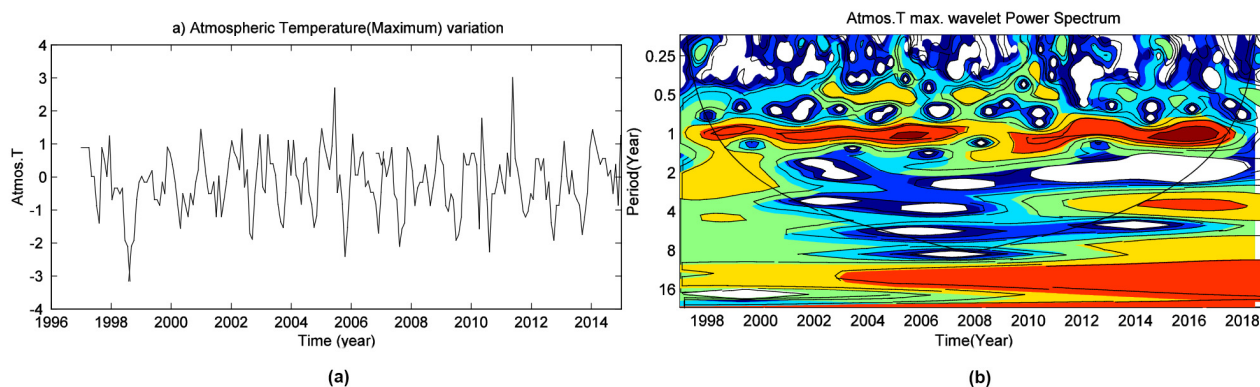 a) Atmospheric Temperature(Maximum) variation
Atmos.T
4
3
2
1
0
-1
-2
-3
-4
1996 1998 2000 2002 2004 2006 2008 2010 2012 2014
Time (year)
(a)
Atmos.T max. wavelet Power Spectrum
Period(Year)
0.25
0.5
1
2
4
8
16
1998 2000 2002 2004 2006 2008 2010 2012 2014 2016 2018
Time(Year)
(b)